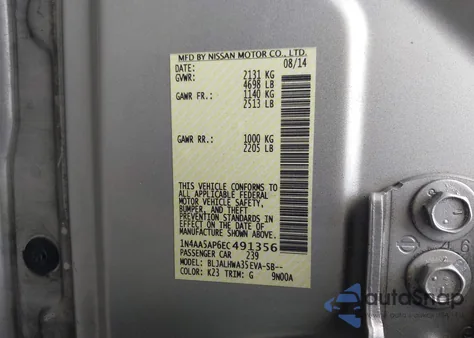 MFD BY NISSAN MOTOR CO., LTD.
DATE: 08/14
GVWR: 2131 KG
4698 LB
GAWR FR.: 1140 KG
2513 LB
GAWR RR.: 1000 KG
2205 LB
THIS VEHICLE CONFORMS TO
ALL APPLICABLE FEDERAL
MOTOR VEHICLE SAFETY,
BUMPER, AND THEFT
PREVENTION STANDARDS IN
EFFECT ON THE DATE OF
MANUFACTURE SHOWN ABOVE.
1N4AA5AP6EC491356
PASSENGER CAR 239
MODEL: BLJALHWA35EVA-SB--
COLOR: K23 TRIM: G 9N00A
4 6
autoSnap